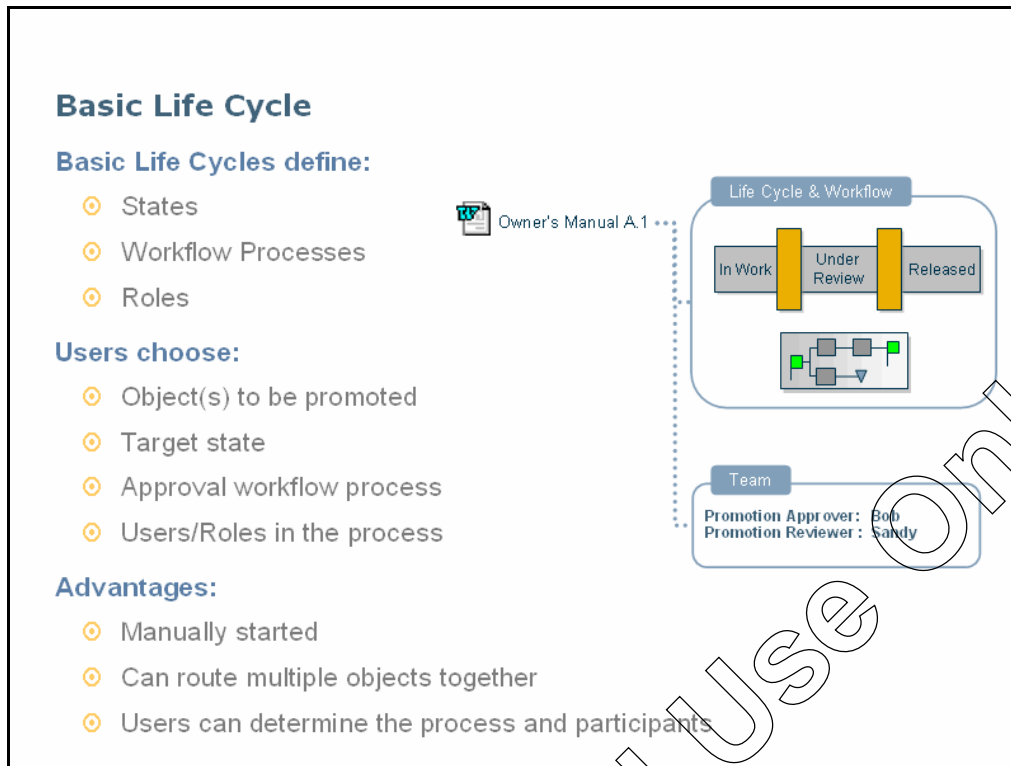 Basic Life Cycle
Basic Life Cycles define:
States
Workflow Processes
Roles
Users choose:
Object(s) to be promoted
Target state
Approval workflow process
Users/Roles in the process
Advantages:
Manually started
Can route multiple objects together
Users can determine the process and participants
Owner's Manual A.1
Life Cycle & Workflow
In Work
Under
Review
Released
Team
Promotion Approver: Bob
Promotion Reviewer : Sandy
Use